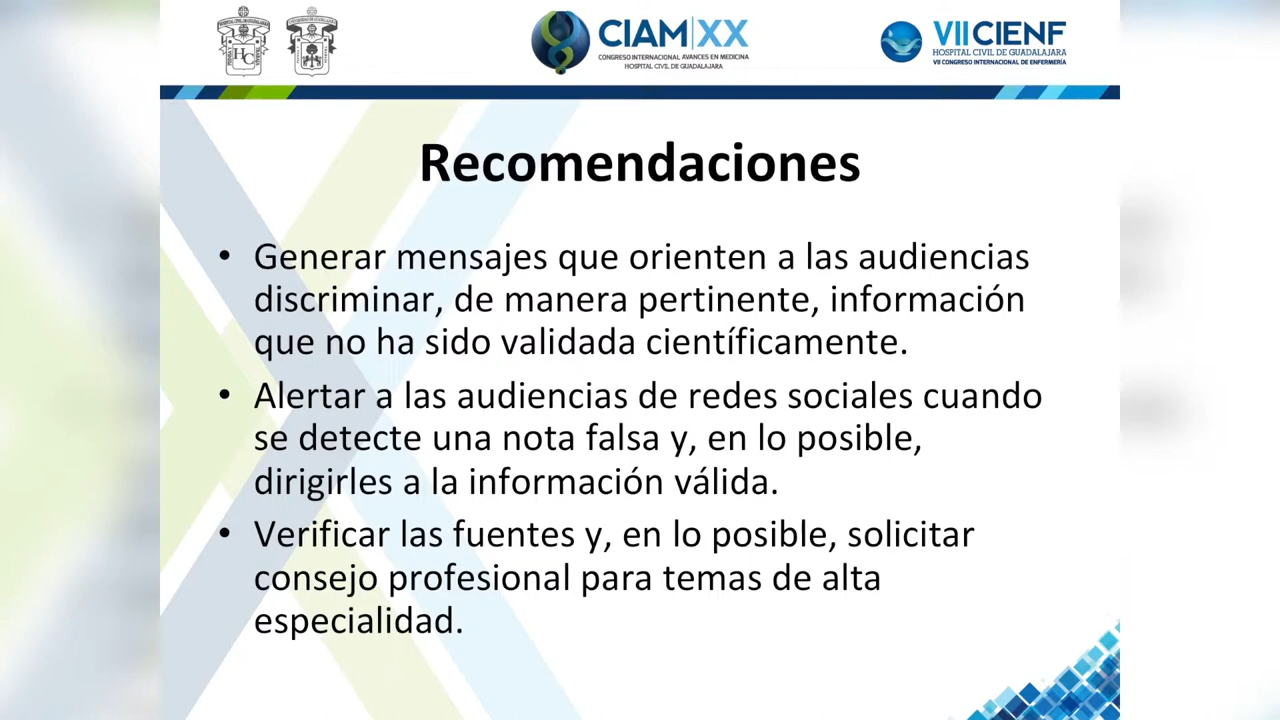 CIAM|XX
CONGRESO INTERNACIONAL AVANCES EN MEDICINA
HOSPITAL CIVIL DE GUADALAJARA
VII CIENF
HOSPITAL CIVIL DE GUADALAJARA
VII CONGRESO INTERNACIONAL DE ENFERMERÍA
Recomendaciones
• Generar mensajes que orienten a las audiencias
discriminar, de manera pertinente, información
que no ha sido validada científicamente.
• Alertar a las audiencias de redes sociales cuando
se detecte una nota falsa y, en lo posible,
dirigirles a la información válida.
• Verificar las fuentes y, en lo posible, solicitar
consejo profesional para temas de alta
especialidad.